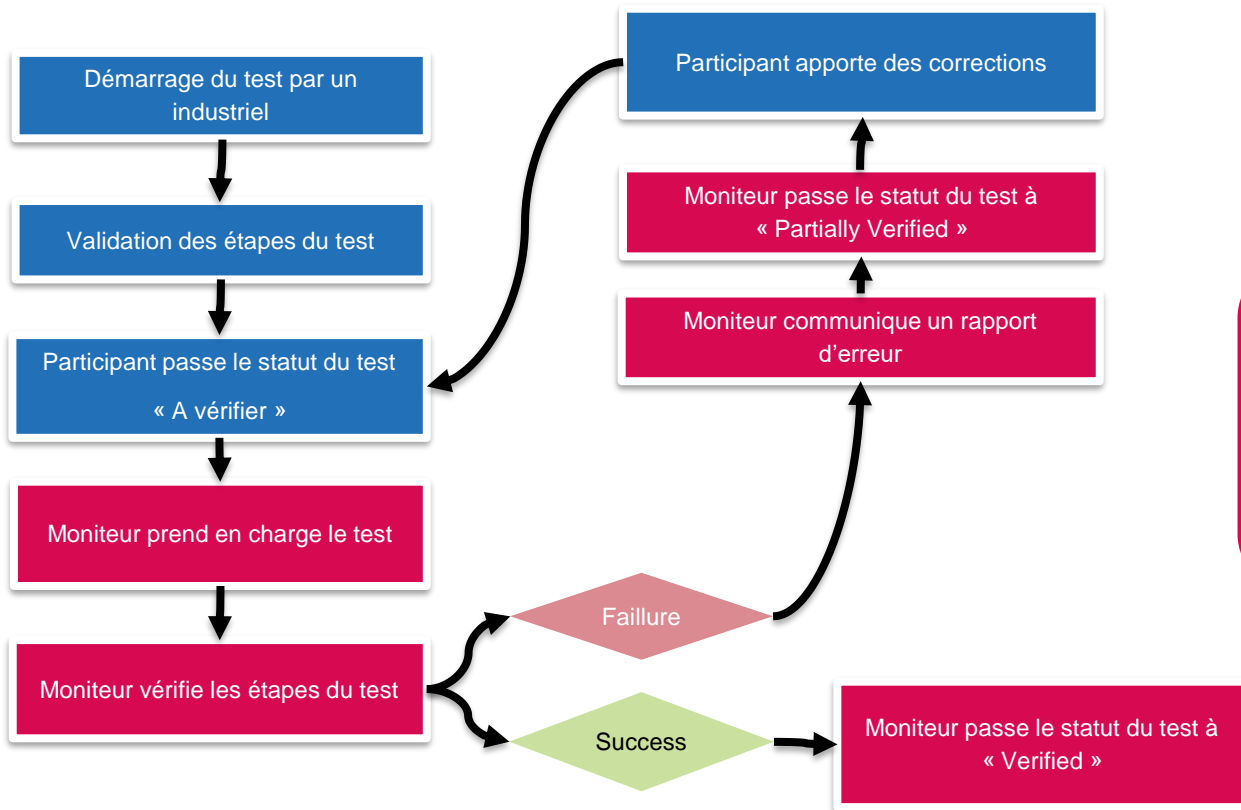 Démarrage du test par un
industriel
Validation des étapes du test
Participant passe le statut du test
« A vérifier »
Moniteur prend en charge le test
Moniteur vérifie les étapes du test
Faillure
Success
Moniteur passe le statut du test à
« Verified »
Moniteur communique un rapport
d’erreur
Moniteur passe le statut du test à
« Partially Verified »
Participant apporte des corrections